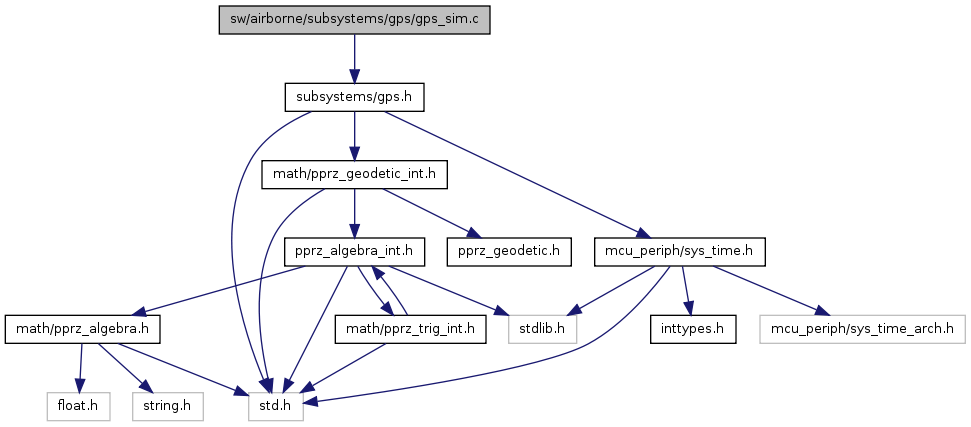 sw/airborne/subsystems/gps/gps_sim.c
subsystems/gps.h
math/pprz_geodetic_int.h
pprz_algebra_int.h
pprz_geodetic.h
mcu_periph/sys_time.h
math/pprz_algebra.h
math/pprz_trig_int.h
stdlib.h
inttypes.h
mcu_periph/sys_time_arch.h
float.h
string.h
std.h